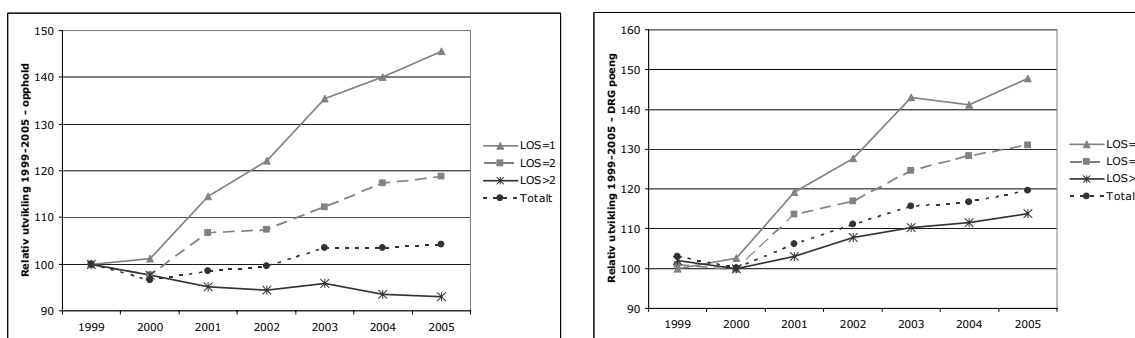 Relativ utvikling 1999-2005 - opphold
150
140
130
120
110
100
90
1999 2000 2001 2002 2003 2004 2005
LOS=1
LOS=2
LOS>2
Totalt
Relativ utvikling 1999-2005 - DRG poeng
160
150
140
130
120
110
100
90
1999 2000 2001 2002 2003 2004 2005
LOS=
LOS=
LOS>
Total